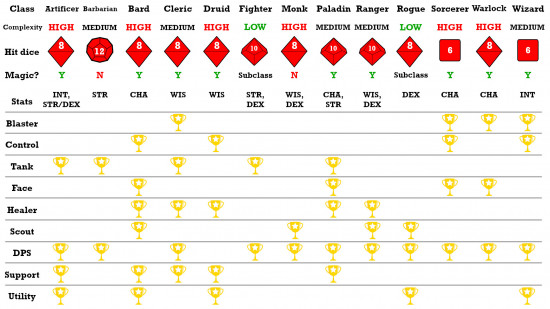 Class Artificer Barbarian Bard Cleric Druid Fighter Monk Paladin Ranger Rogue Sorcerer Warlock Wizard
Complexity HIGH MEDIUM HIGH MEDIUM HIGH LOW HIGH MEDIUM MEDIUM LOW HIGH HIGH MEDIUM
Hit dice 8 12 8 8 8 10 8 10 10 8 6 8 6
Magic? Y N Y Y Y Subclass N Y Y Subclass Y Y Y
Stats INT, STR/DEX STR CHA WIS WIS STR, DEX WIS, DEX CHA, STR WIS, DEX DEX CHA CHA INT
Blaster
Control
Tank
Face
Healer
Scout
DPS
Support
Utility